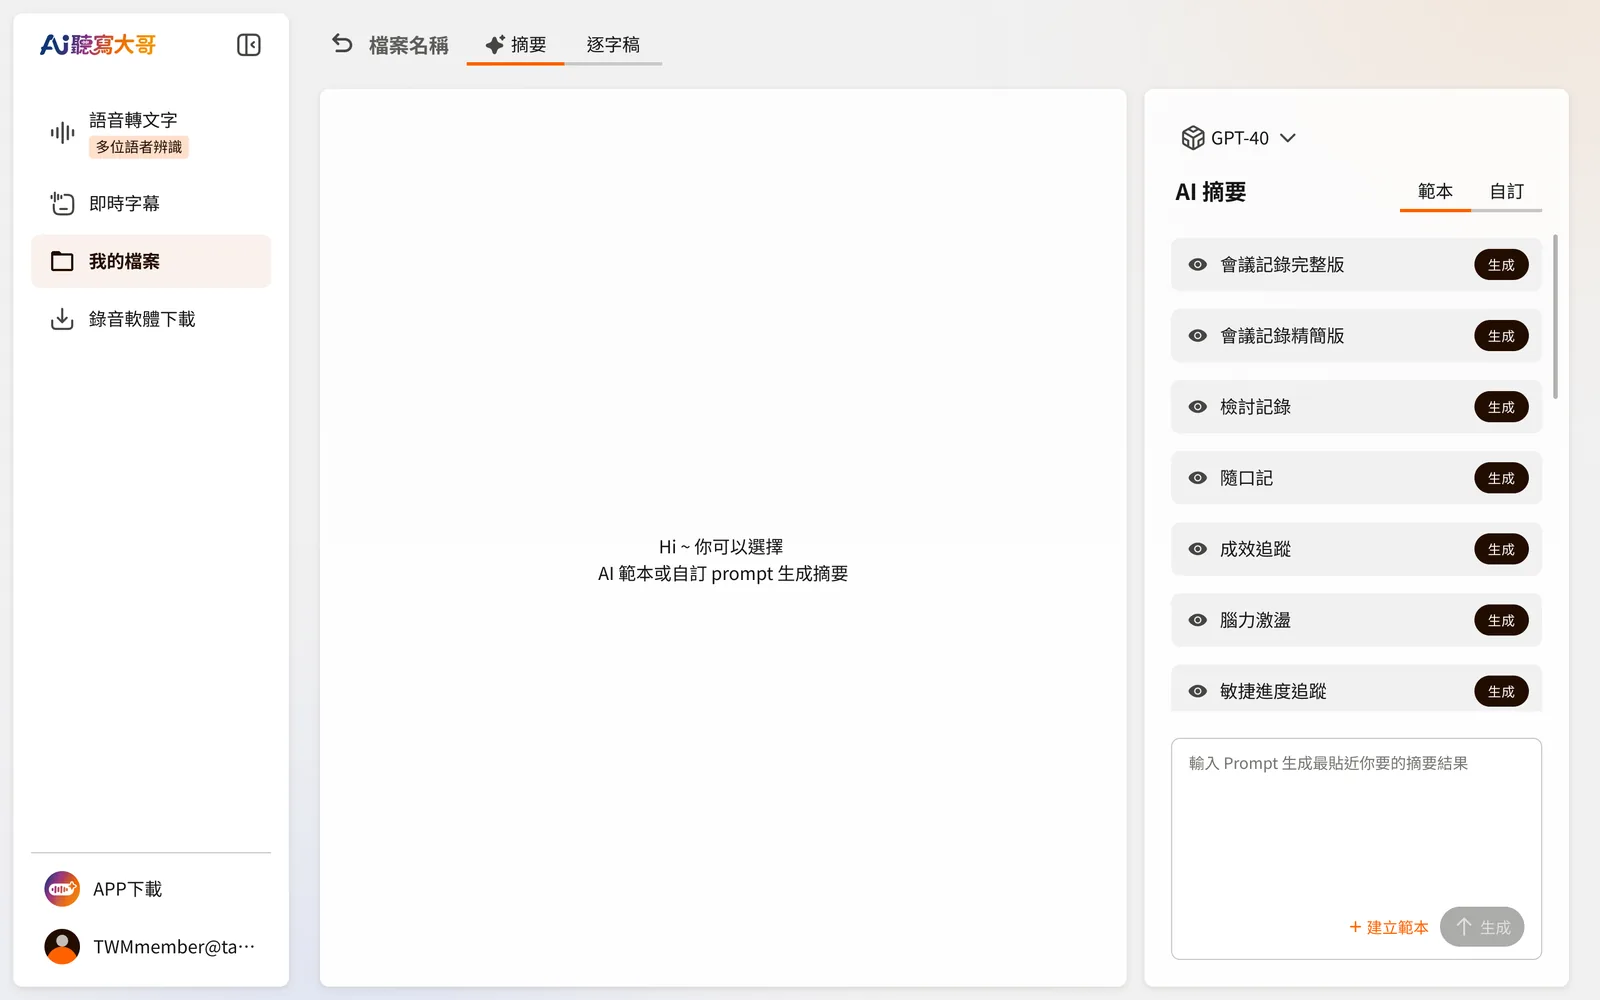 Ai聽寫大哥
語音轉文字
多位語者辨識
即時字幕
我的檔案
錄音軟體下載
APP下載
TWMmember@ta···
檔案名稱
摘要
逐字稿
Hi ~ 你可以選擇
AI 範本或自訂 prompt 生成摘要
GPT-40
AI 摘要
範本
自訂
會議記錄完整版 生成
會議記錄精簡版 生成
檢討記錄 生成
隨口記 生成
成效追蹤 生成
腦力激盪 生成
敏捷進度追蹤 生成
輸入 Prompt 生成最貼近你要的摘要結果
+ 建立範本
生成